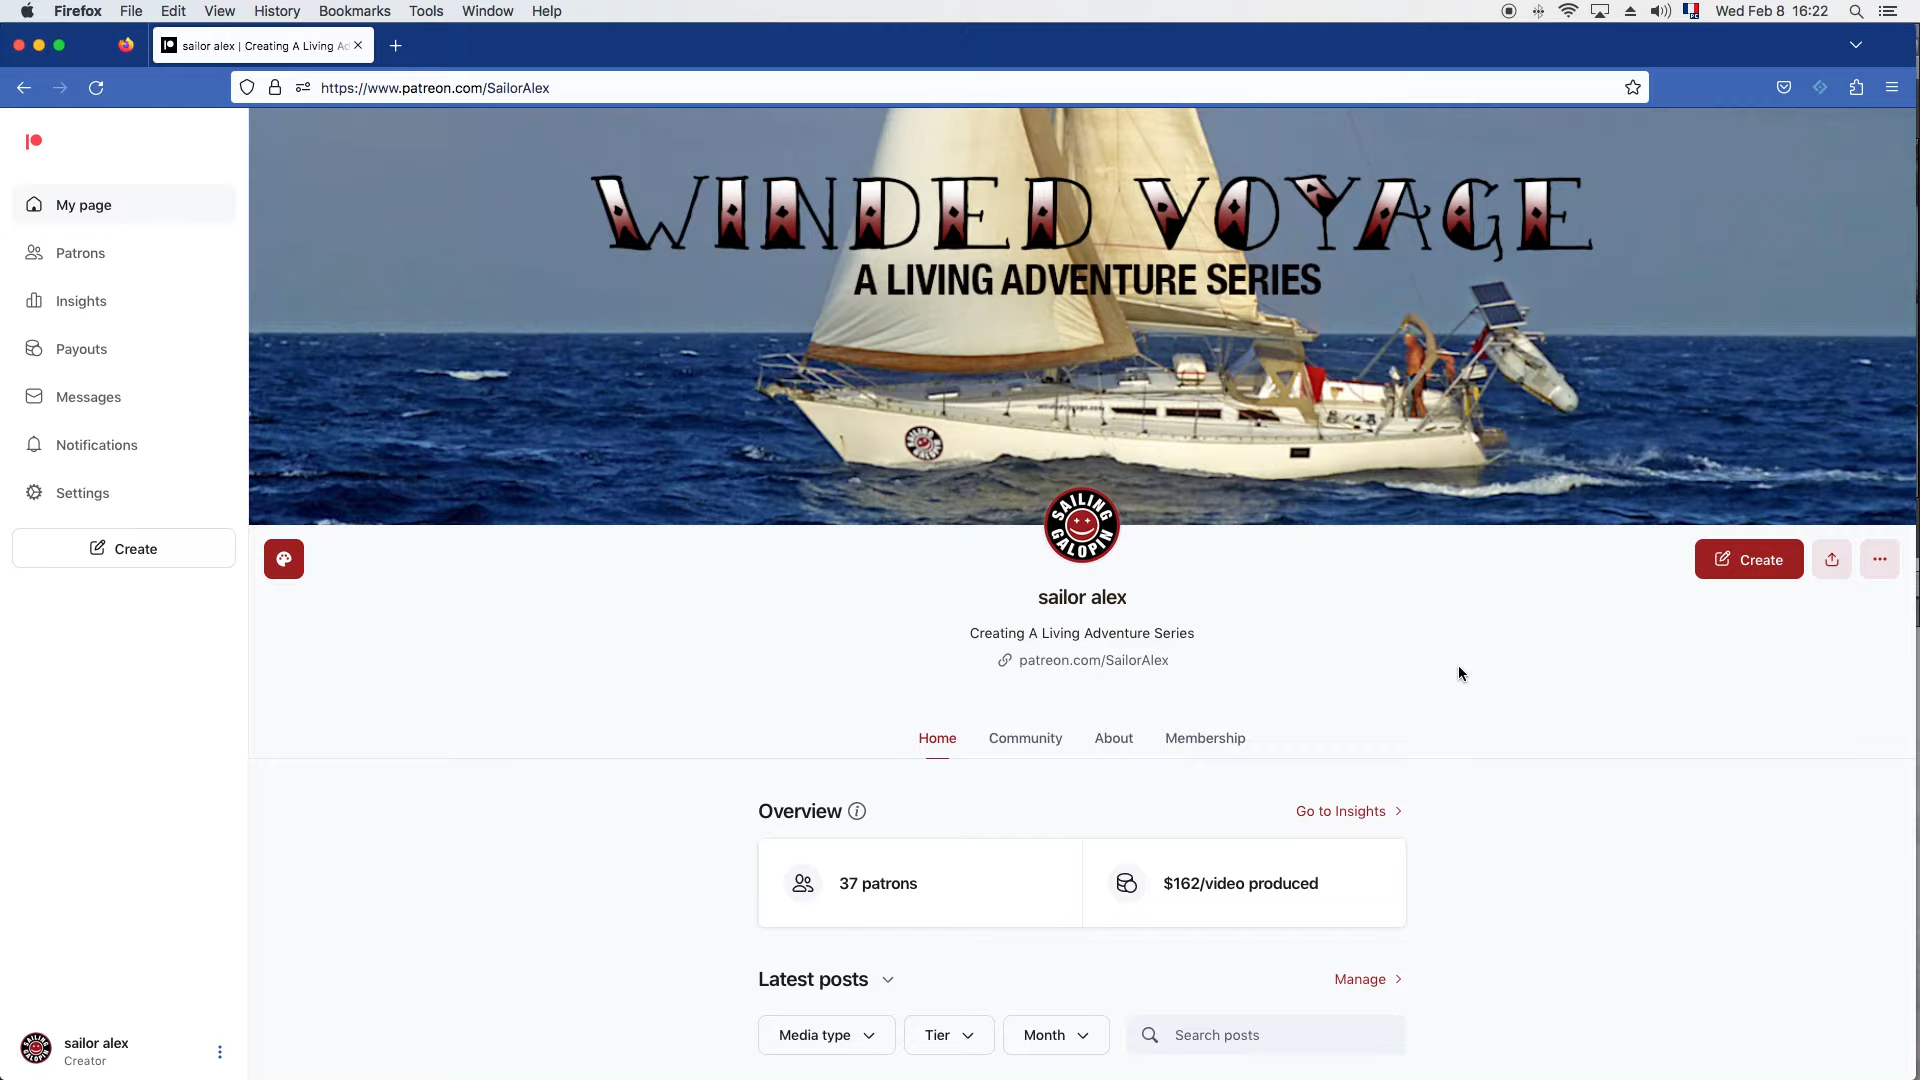 Firefox File Edit View History Bookmarks Tools Window Help Wed Feb 8 16:22
sailor alex | Creating A Living Ad
https://www.patreon.com/SailorAlex
My page
Patrons
Insights
Payouts
Messages
Notifications
Settings
Create
WINDED VOYAGE
A LIVING ADVENTURE SERIES
SAILING
GALOPIN
Create
sailor alex
Creating A Living Adventure Series
patreon.com/SailorAlex
Home Community About Membership
Overview Go to Insights
37 patrons $162/video produced
Latest posts Manage
Media type Tier Month Search posts
sailor alex
Creator